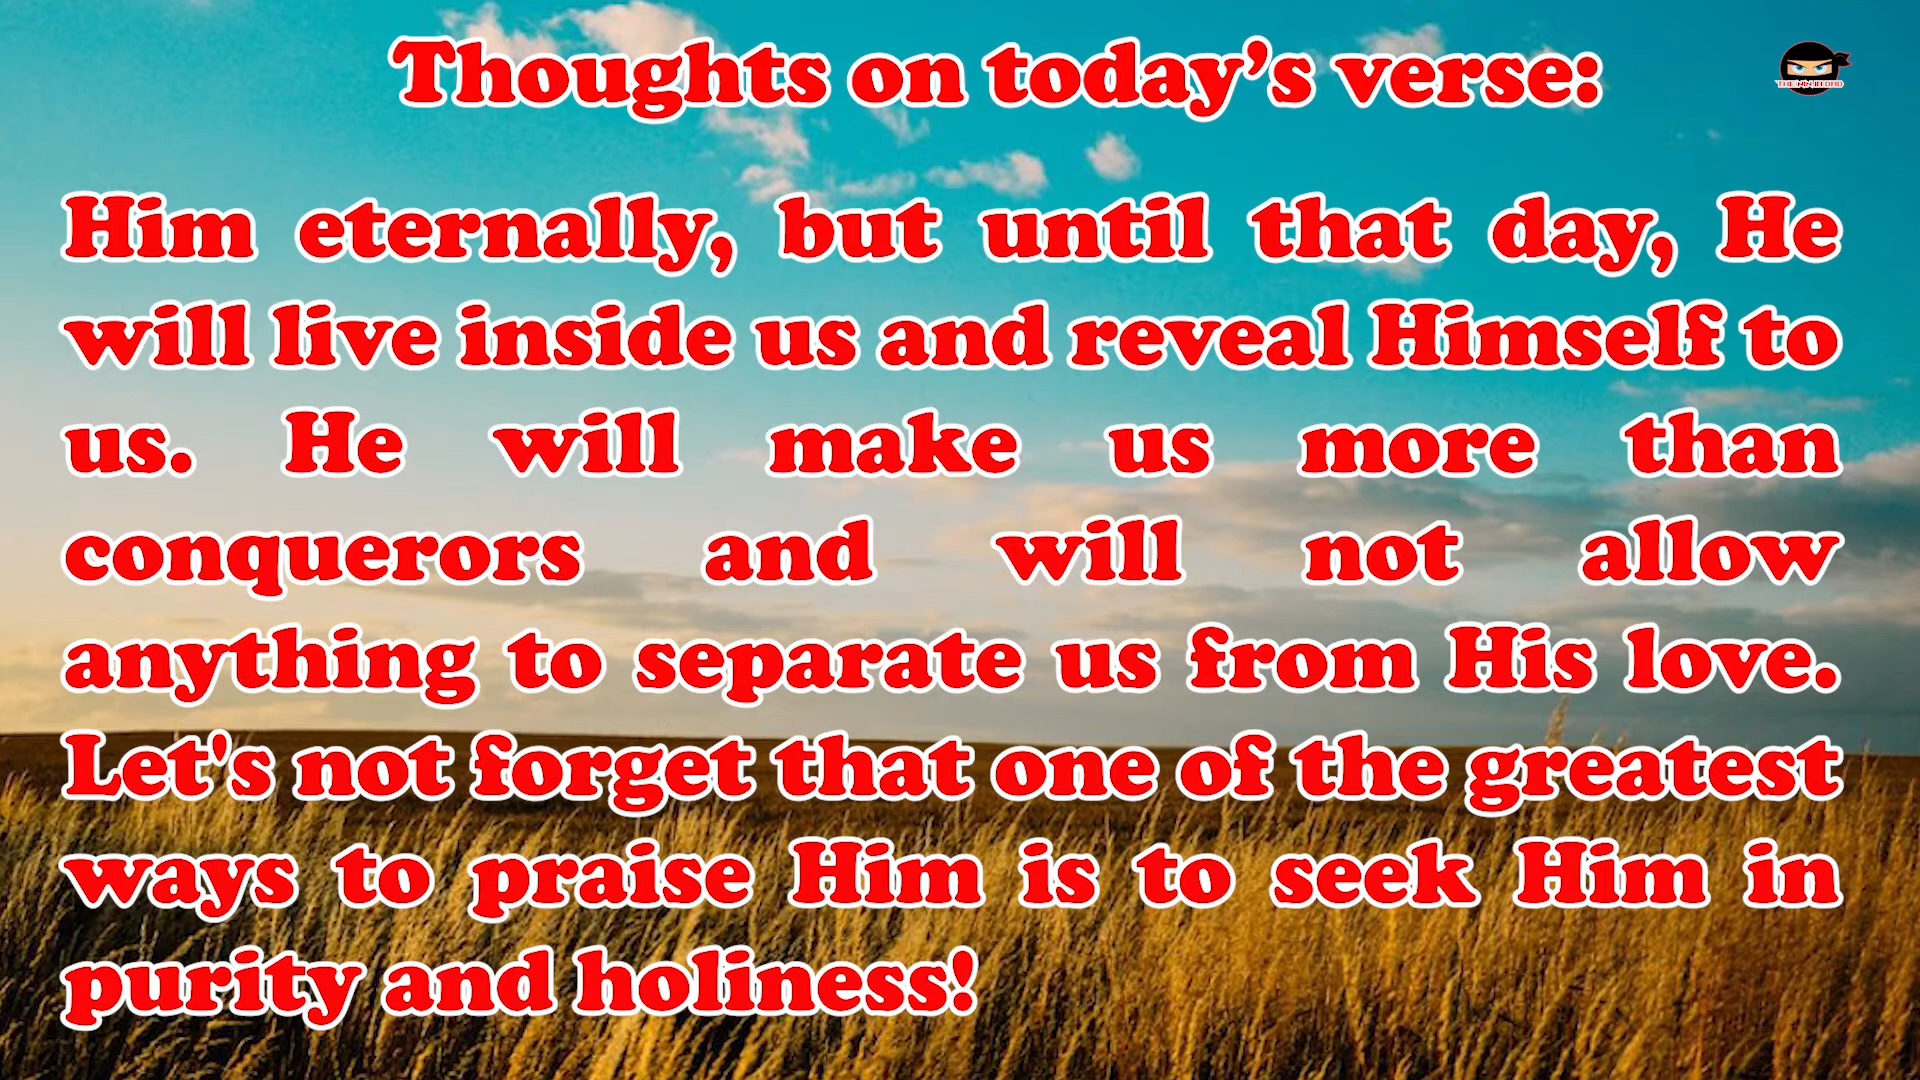 Thoughts on today’s verse:
Him eternally, but until that day, He
will live inside us and reveal Himself to
us. He will make us more than
conquerors and will not allow
anything to separate us from His love.
Let's not forget that one of the greatest
ways to praise Him is to seek Him in
purity and holiness!